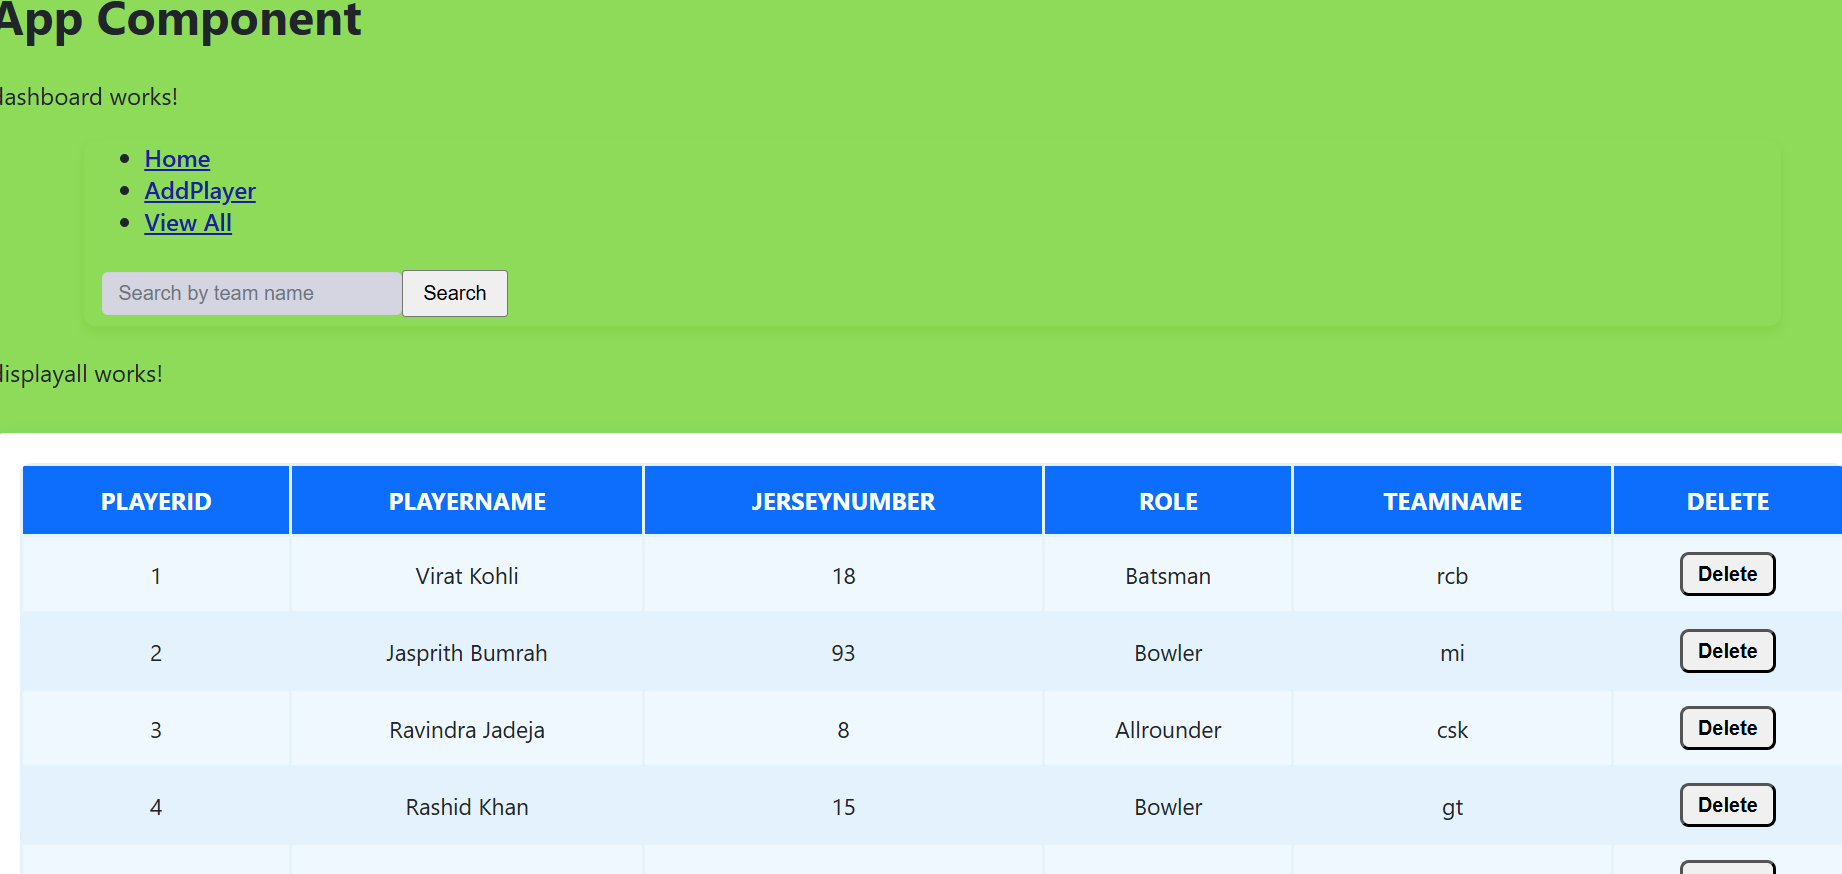 App Component
dashboard works!
Home
AddPlayer
View All
Search by team name Search
displayall works!
PLAYERID PLAYERNAME JERSEYNUMBER ROLE TEAMNAME DELETE
1 Virat Kohli 18 Batsman rcb Delete
2 Jasprith Bumrah 93 Bowler mi Delete
3 Ravindra Jadeja 8 Allrounder csk Delete
4 Rashid Khan 15 Bowler gt Delete